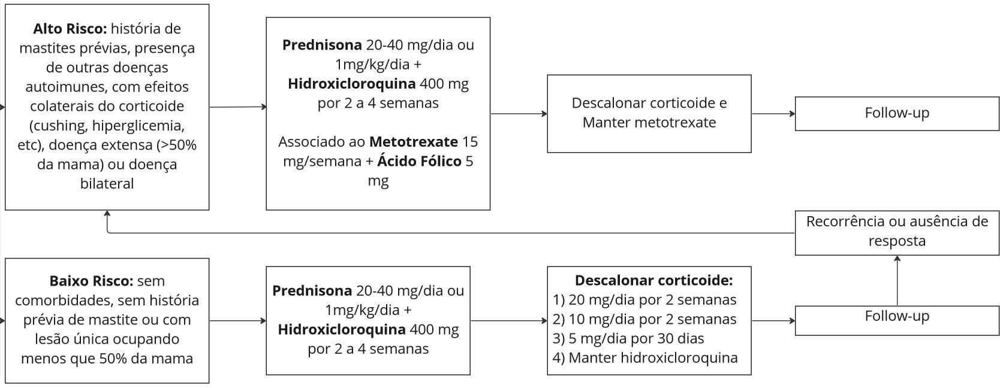 Alto Risco: história de
mastites prévias, presença
de outras doenças
autoimunes, com efeitos
colaterais do corticoide
(cushing, hiperglicemia,
etc), doença extensa (>50%
da mama) ou doença
bilateral
Prednisona 20-40 mg/dia ou
1mg/kg/dia +
Hidroxicloroquina 400 mg
por 2 a 4 semanas
Associado ao Metotrexate 15
mg/semana + Ácido Fólico 5
mg
Descalonar corticoide e
Manter metotrexate
Follow-up
Recorrência ou ausência de
resposta
Baixo Risco: sem
comorbidades, sem história
prévia de mastite ou com
lesão única ocupando
menos que 50% da mama
Prednisona 20-40 mg/dia ou
1mg/kg/dia +
Hidroxicloroquina 400 mg
por 2 a 4 semanas
Descalonar corticoide:
1) 20 mg/dia por 2 semanas
2) 10 mg/dia por 2 semanas
3) 5 mg/dia por 30 dias
4) Manter hidroxicloroquina
Follow-up